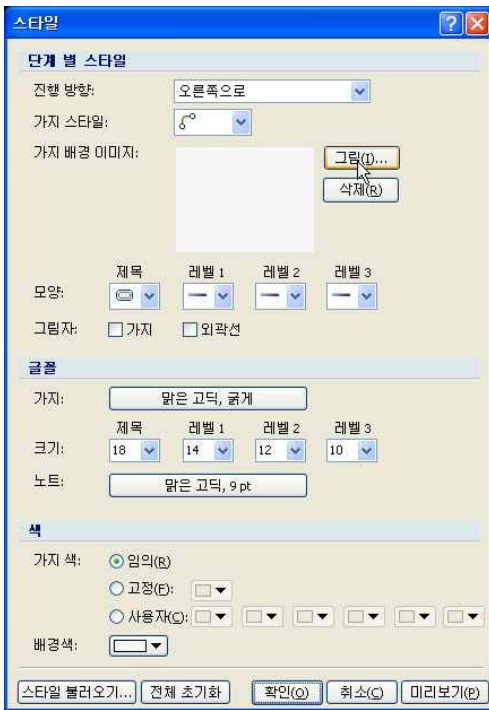 스타일
단계 별 스타일
진행 방향: 오른쪽으로
가지 스타일:
가지 배경 이미지: 그림(I)...
삭제(R)
제목 레벨 1 레벨 2 레벨 3
모양:
그림자: 가지 외곽선
글꼴
가지: 맑은 고딕, 굵게
제목 레벨 1 레벨 2 레벨 3
크기: 18 14 12 10
노트: 맑은 고딕, 9 pt
색
가지 색: 임의(R)
고정(F):
사용자(C):
배경색:
스타일 불러오기... 전체 초기화 확인(O) 취소(C) 미리보기(P)